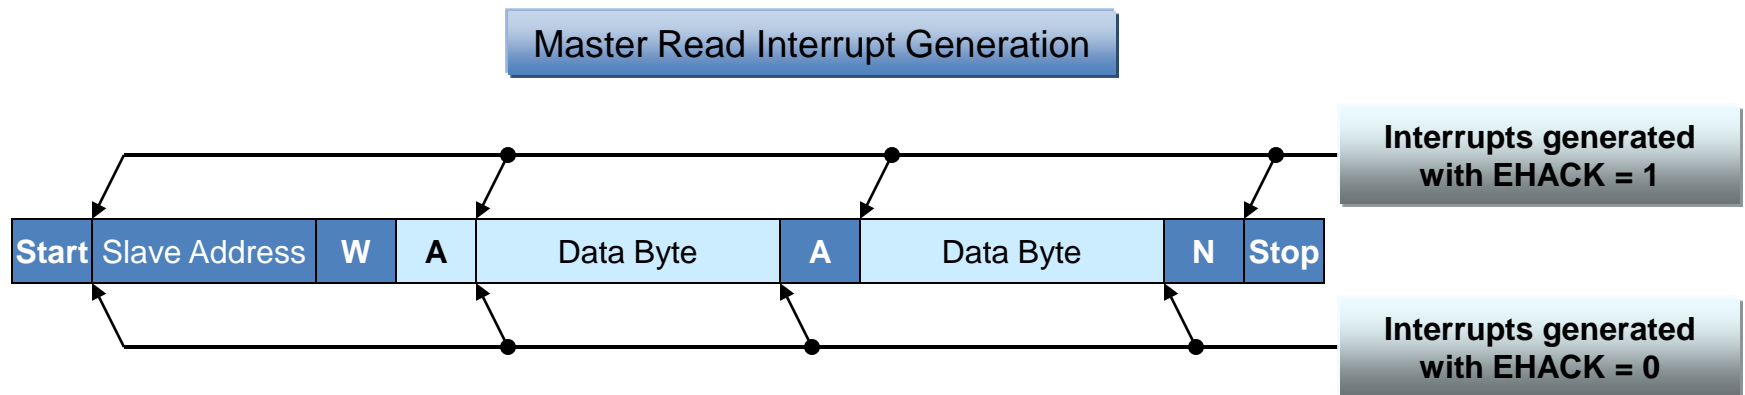 Master Read Interrupt Generation
Interrupts generated
with EHACK = 1
Start Slave Address W A Data Byte A Data Byte N Stop
Interrupts generated
with EHACK = 0